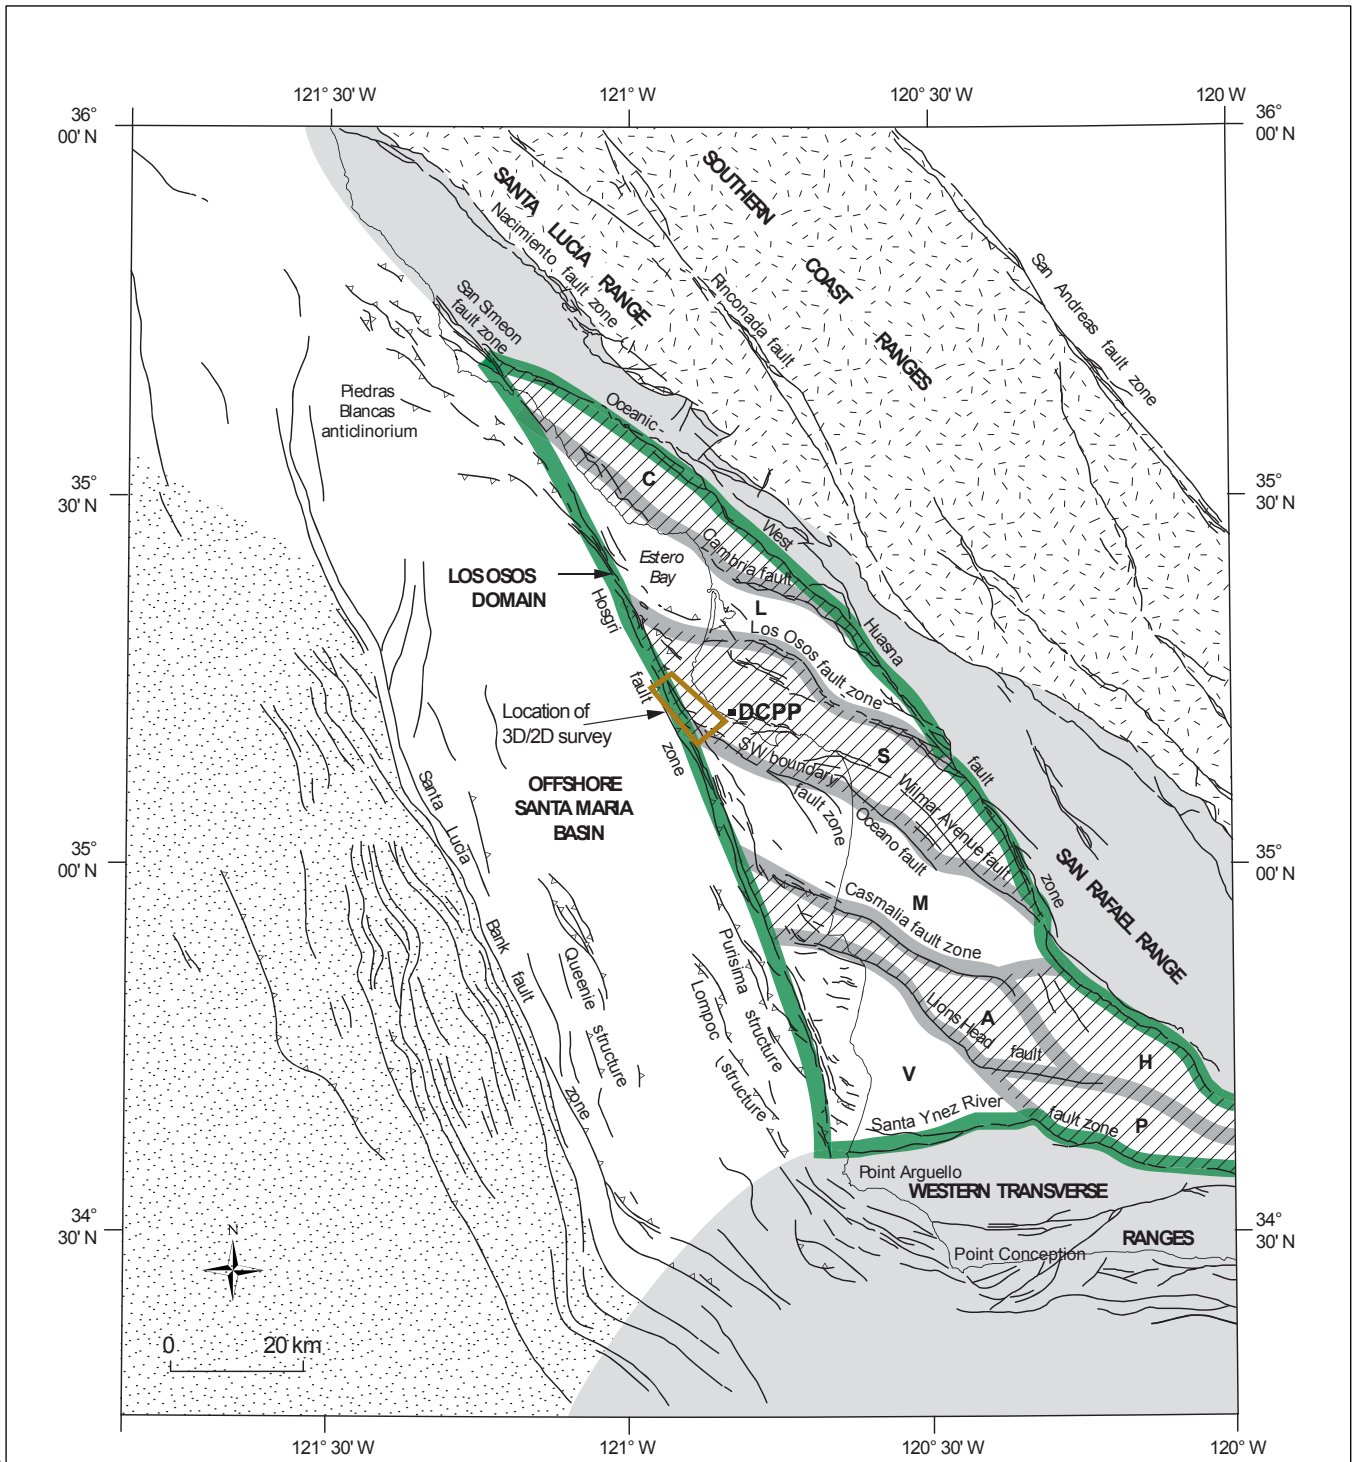 121° 30' W
121° W
120° 30' W
120° W
36°
00' N
36°
00' N
SOUTHERN
COAST
RANGES
SANTA
LUCIA
RANGE
Nacimiento fault zone
Rinconada fault
San Andreas fault zone
San Simeon
fault zone
Piedras
Blancas
anticlinorium
Oceanic -
West
Huasna
fault
zone
C
35°
30' N
35°
30' N
Cambria fault
Estero
Bay
LOS OSOS
DOMAIN
L
Los Osos fault zone
Hosgri
fault
zone
Location of
3D/2D survey
DCPP
S
SW boundary
fault zone
Wilmar Avenue fault
Oceano fault
OFFSHORE
SANTA MARIA
BASIN
Santa
Lucia
Bank
fault
zone
35°
00' N
35°
00' N
SAN RAFAEL RANGE
M
Casmalia fault zone
Queenie structure
Purisima structure
Lompoc structure
A
Lions Head
fault
H
V
P
Santa Ynez River
fault zone
Point Arguello
WESTERN TRANSVERSE
RANGES
34°
30' N
34°
30' N
Point Conception
N
0 20 km
121° 30' W
121° W
120° 30' W
120° W